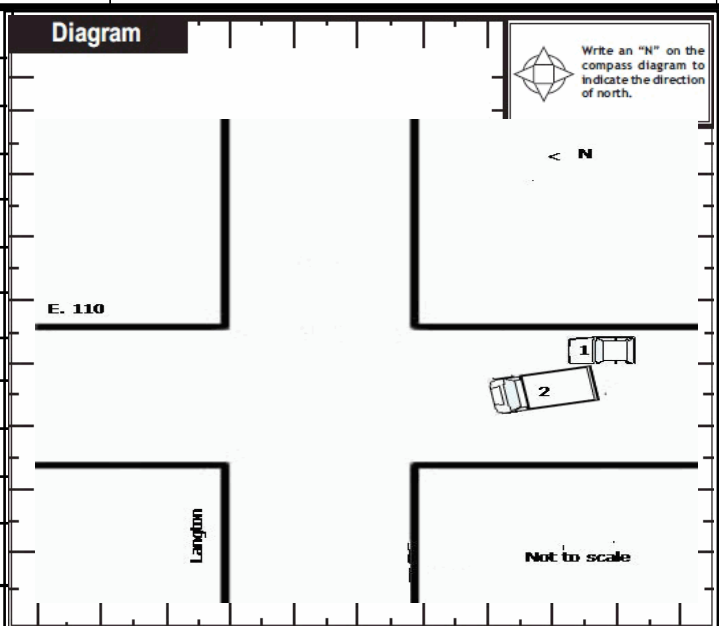 Diagram
Write an “N” on the
compass diagram to
indicate the direction
of north.
< N
E. 110
1
2
Langton
Not to scale